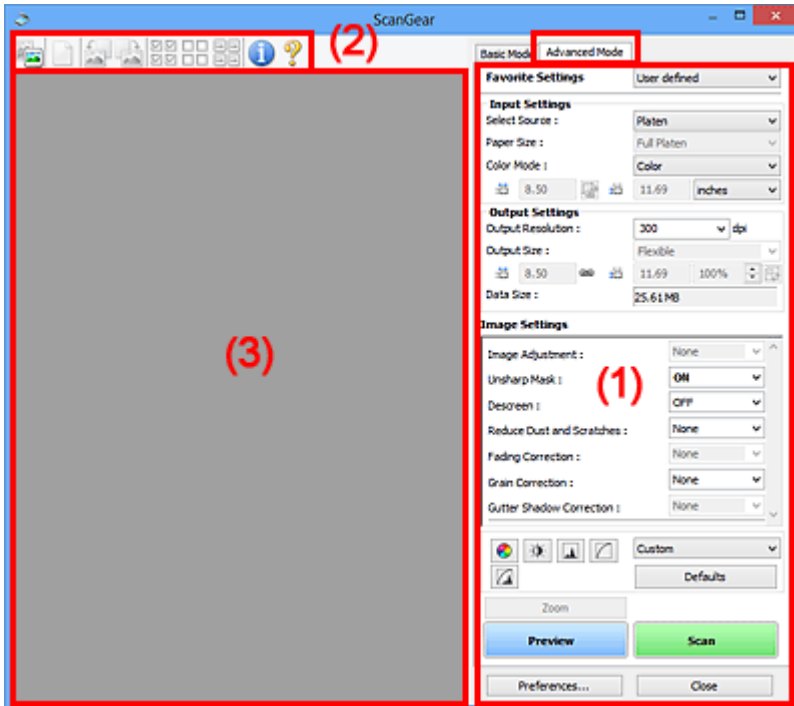 ScanGear
(2)
Basic Mode Advanced Mode
Favorite Settings User defined
Input Settings
Select Source : Platen
Paper Size : Full Platen
Color Mode : Color
8.50 11.69 inches
Output Settings
Output Resolution : 300 dpi
Output Size : Flexible
8.50 11.69 100%
Data Size : 25.61 MB
Image Settings
(3)
Image Adjustment : None
(1)
Unsharp Mask : ON
Descreen : OFF
Reduce Dust and Scratches : None
Fading Correction : None
Grain Correction : None
Gutter Shadow Correction : None
Custom
Defaults
Zoom
Preview Scan
Preferences... Close